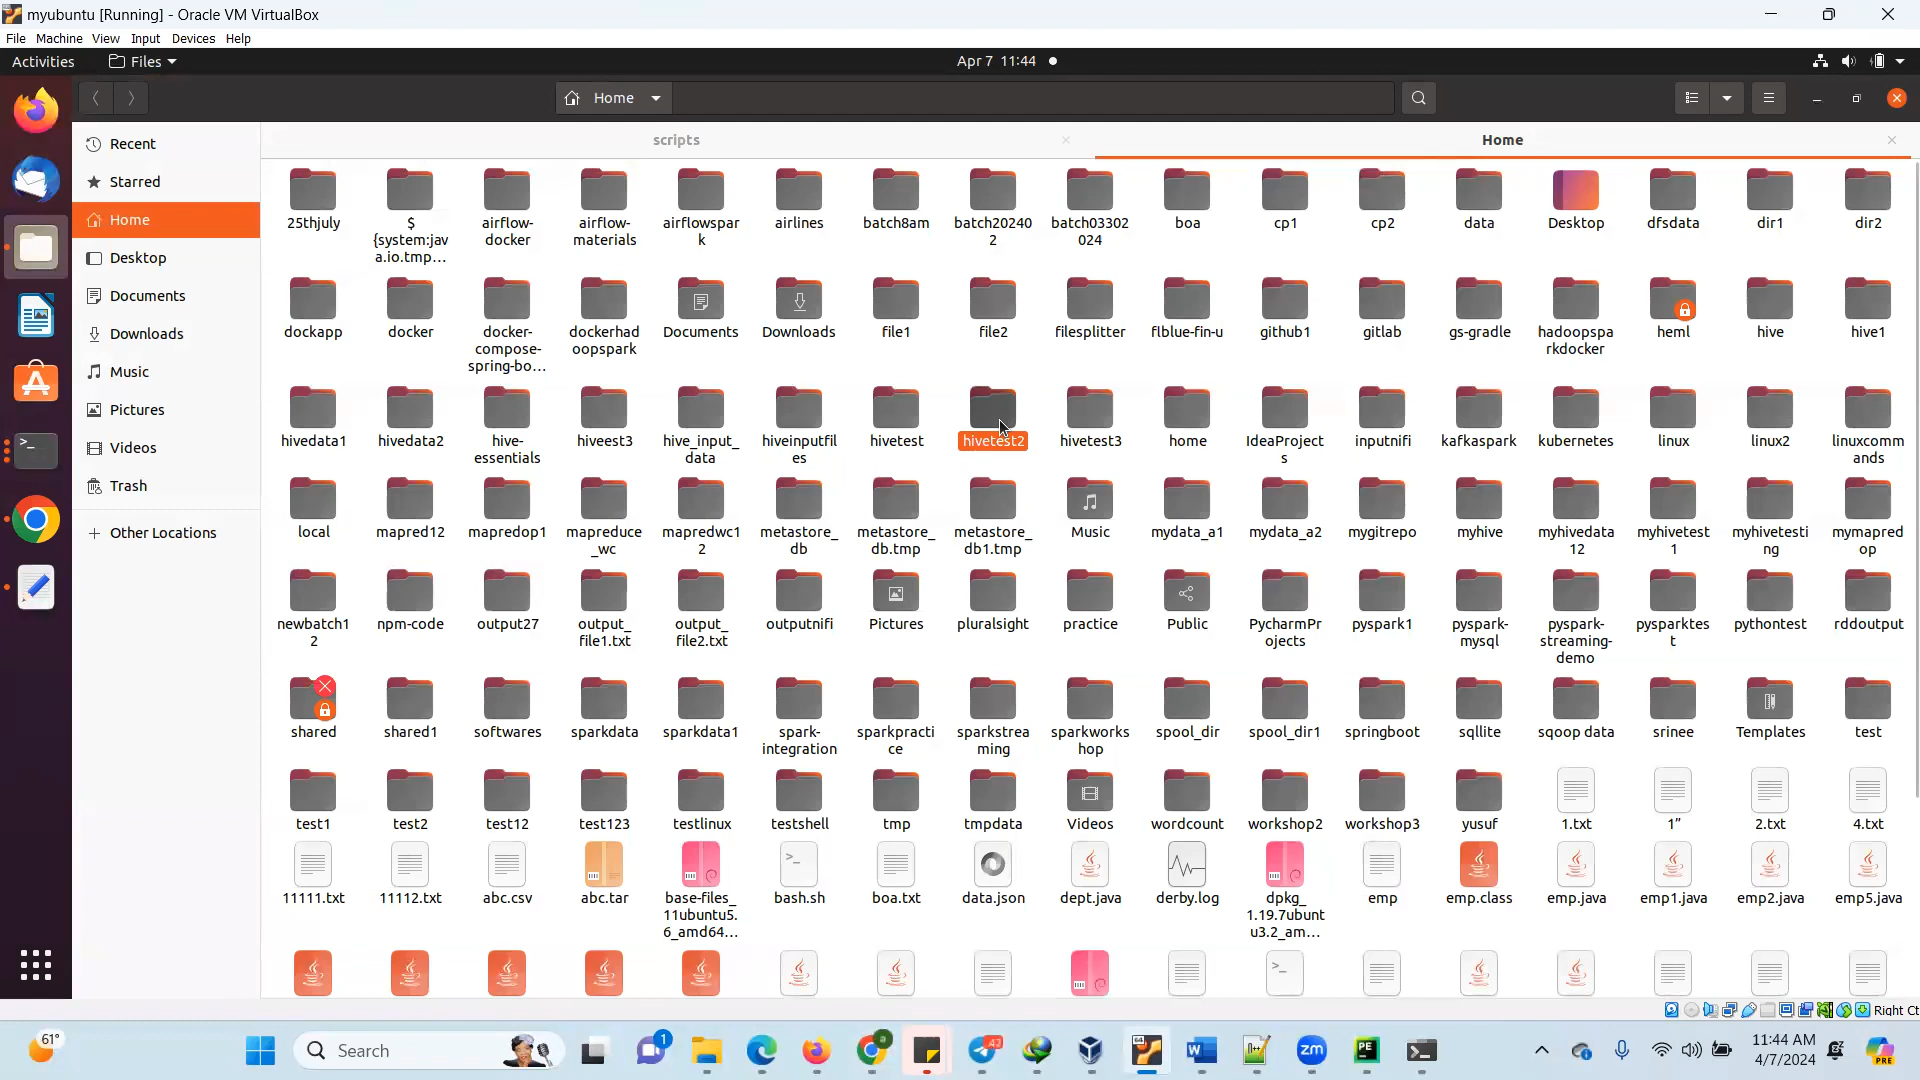 myubuntu [Running] - Oracle VM VirtualBox
File Machine View Input Devices Help
Activities Files Apr 7 11:44
Home
Recent
Starred
Home
Desktop
Documents
Downloads
Music
Pictures
Videos
Trash
+ Other Locations
scripts Home
25thjuly
$
{system:jav
a.io.tmp...
airflow-
docker
airflow-
materials
airflowspar
k
airlines
batch8am
batch20240
2
batch03302
024
boa
cp1
cp2
data
Desktop
dfsdata
dir1
dir2
dockapp
docker
docker-
compose-
spring-bo...
dockerhad
oopspark
Documents
Downloads
file1
file2
filesplitter
flblue-fin-u
github1
gitlab
gs-gradle
hadoopspa
rkdocker
heml
hive
hive1
hivedata1
hivedata2
hive-
essentials
hiveest3
hive_input_
data
hiveinputfil
es
hivetest
hivetest2
hivetest3
home
IdeaProject
s
inputnifi
kafkaspark
kubernetes
linux
linux2
linuxcomm
ands
local
mapred12
mapredop1
mapreduce
_wc
mapredwc1
2
metastore_
db
metastore_
db.tmp
metastore_
db1.tmp
Music
mydata_a1
mydata_a2
mygitrepo
myhive
myhivedata
12
myhivetest
1
myhivetesti
ng
mymapred
op
newbatch1
2
npm-code
output27
output_
file1.txt
output_
file2.txt
outputnifi
Pictures
pluralsight
practice
Public
PycharmPr
ojects
pyspark1
pyspark-
mysql
pyspark-
streaming-
demo
pysparktes
t
pythontest
rddoutput
shared
shared1
softwares
sparkdata
sparkdata1
spark-
integration
sparkpracti
ce
sparkstrea
ming
sparkworks
hop
spool_dir
spool_dir1
springboot
sqllite
sqoop data
srinee
Templates
test
test1
test2
test12
test123
testlinux
testshell
tmp
tmpdata
Videos
wordcount
workshop2
workshop3
yusuf
1.txt
1”
2.txt
4.txt
11111.txt
11112.txt
abc.csv
abc.tar
base-files_
11ubuntu5.
6_amd64...
bash.sh
boa.txt
data.json
dept.java
derby.log
dpkg_
1.19.7ubunt
u3.2_am...
emp
emp.class
emp.java
emp1.java
emp2.java
emp5.java
Right Ct
61°
Search
1
42
11:44 AM
4/7/2024
PRE